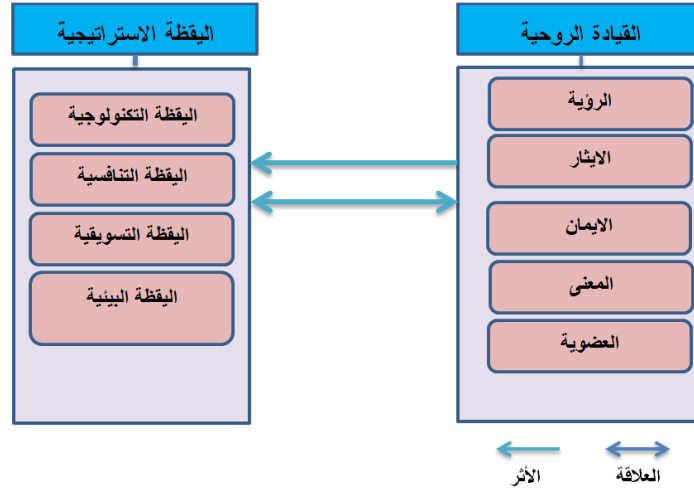 القيادة الروحية
الرؤية
الايثار
الايمان
المعنى
العضوية
اليقظة الاستراتيجية
اليقظة التكنولوجية
اليقظة التنافسية
اليقظة التسويقية
اليقظة البيئية
العلاقة
الأثر